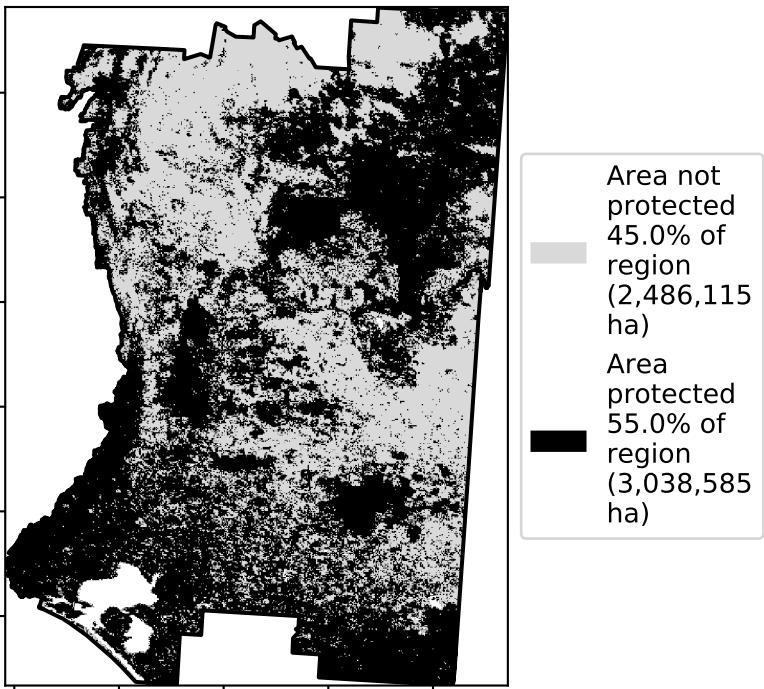 Area not
protected
45.0% of
region
(2,486,115
ha)
Area
protected
55.0% of
region
(3,038,585
ha)